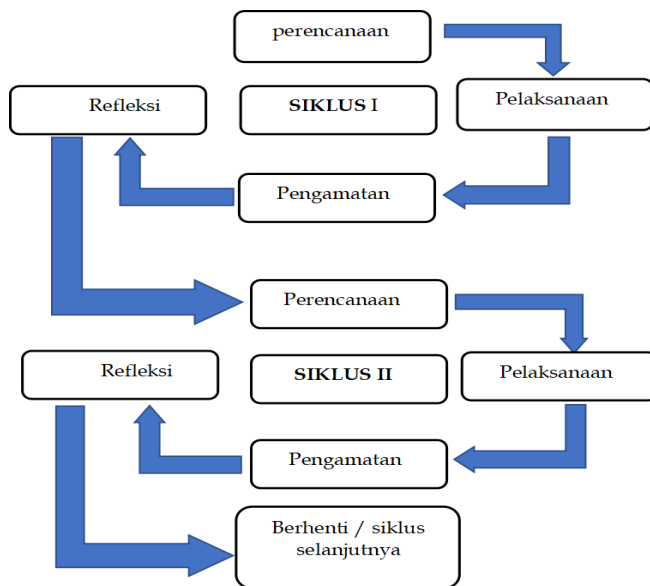 perencanaan
Refleksi
SIKLUS I
Pelaksanaan
Pengamatan
Perencanaan
Refleksi
SIKLUS II
Pelaksanaan
Pengamatan
Berhenti / siklus
selanjutnya